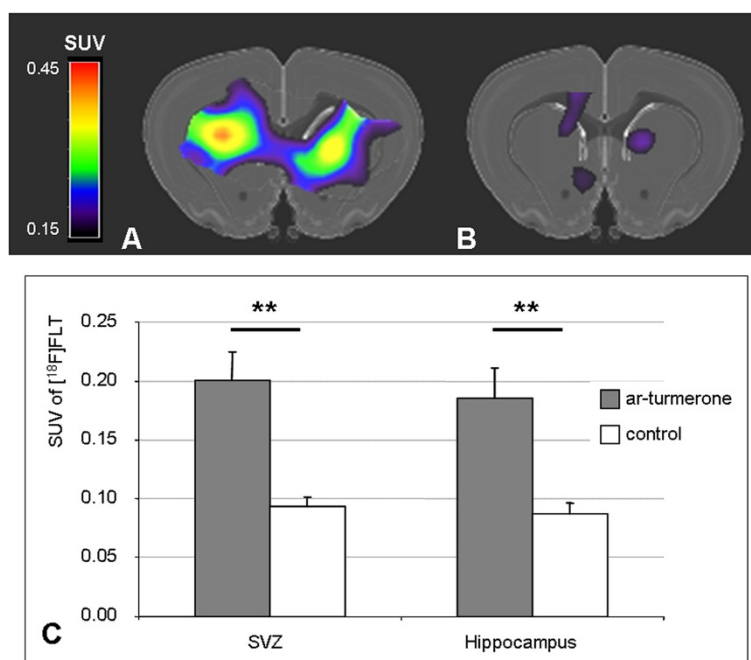 SUV
0.45
0.15
A
B
SUV of [¹⁸F]FLT
0.25
0.20
0.15
0.10
0.05
0.00
**
**
ar-turmerone
control
SVZ
Hippocampus
C